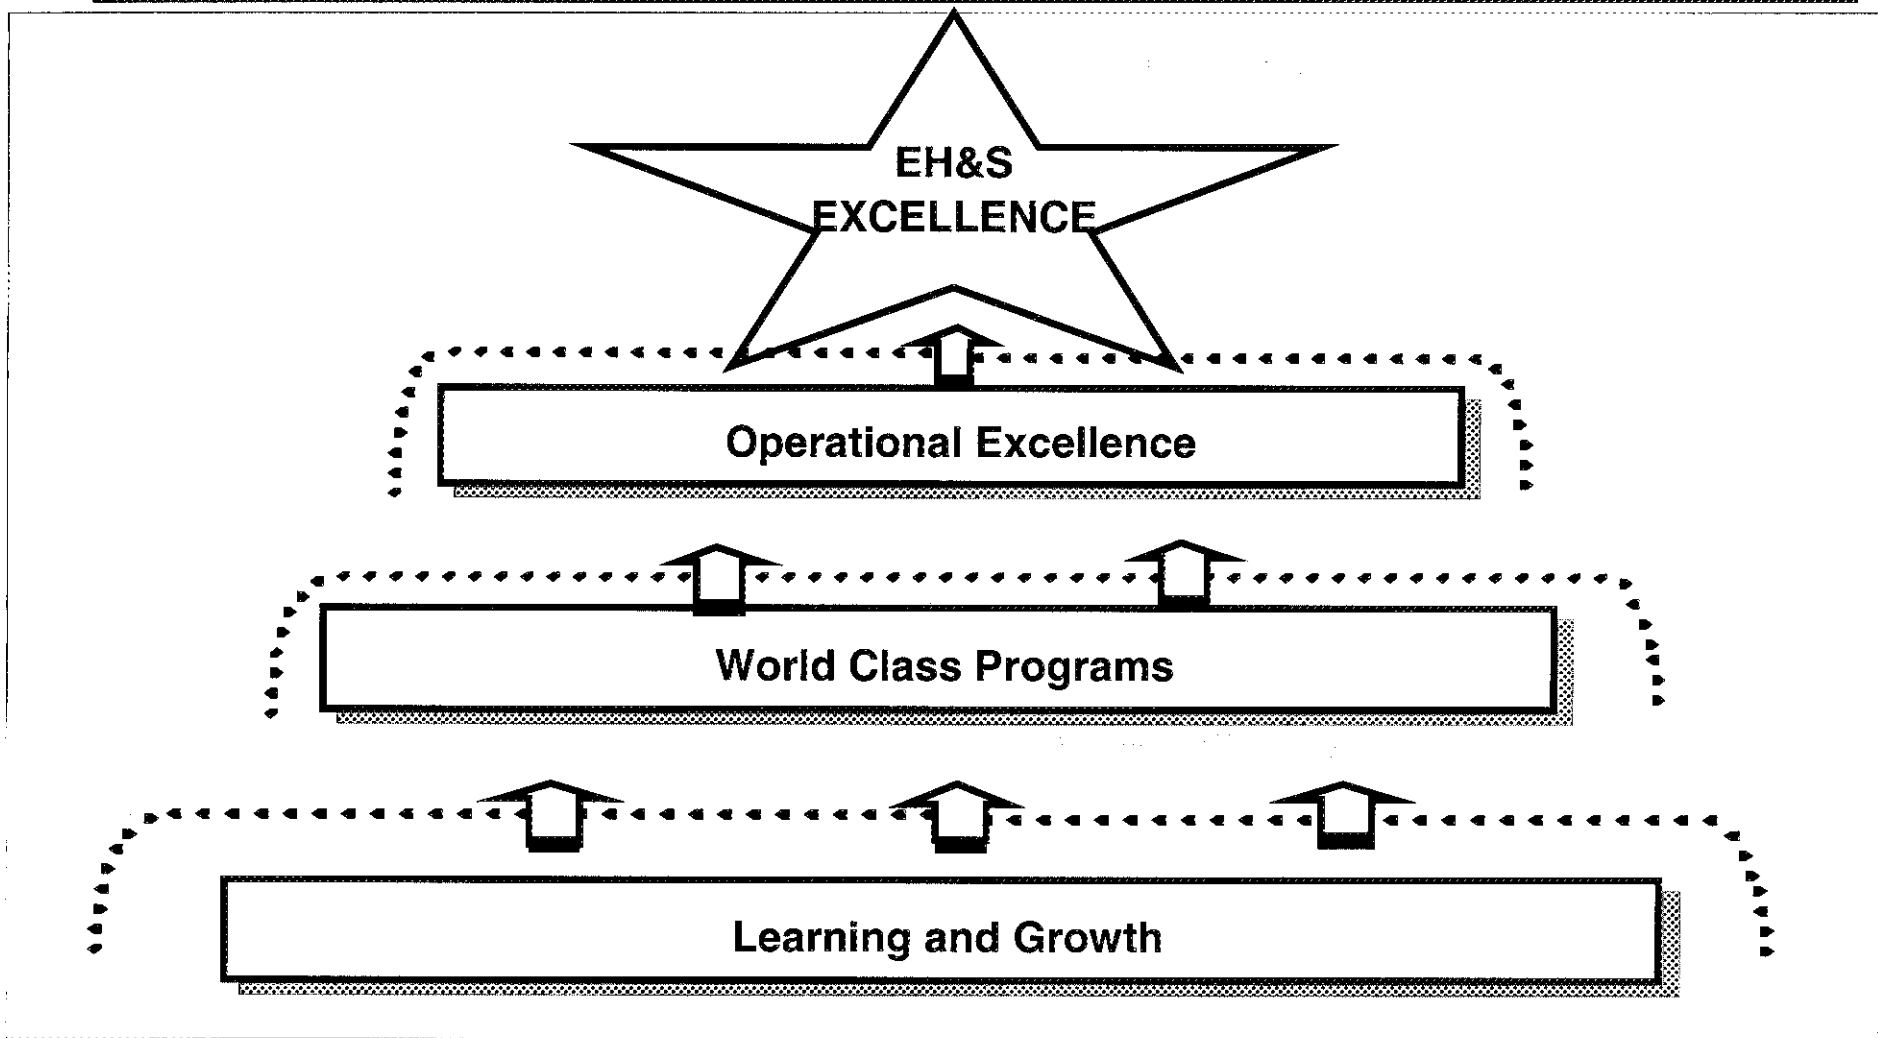 EH&S
EXCELLENCE
Operational Excellence
World Class Programs
Learning and Growth